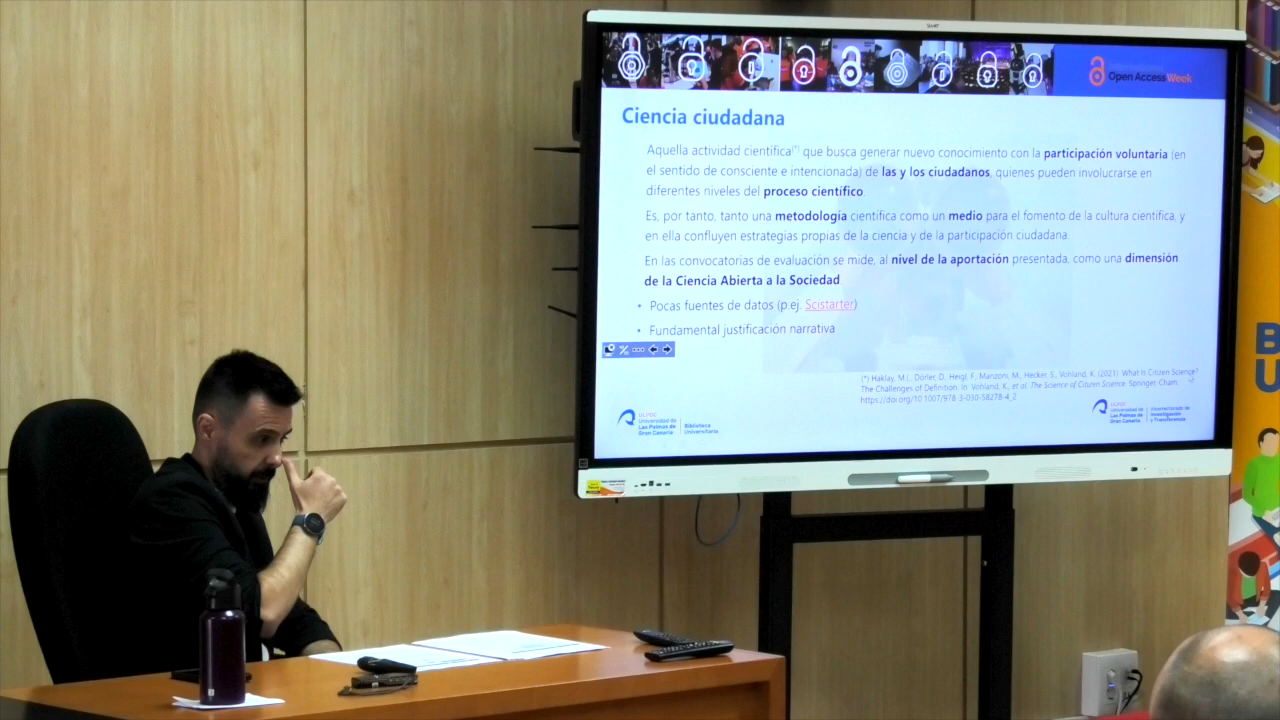 SMART
Open Access Week
Ciencia ciudadana
Aquella actividad científica(*) que busca generar nuevo conocimiento con la participación voluntaria (en
el sentido de consciente e intencionada) de las y los ciudadanos, quienes pueden involucrarse en
diferentes niveles del proceso científico.
Es, por tanto, tanto una metodología científica como un medio para el fomento de la cultura científica, y
en ella confluyen estrategias propias de la ciencia y de la participación ciudadana.
En las convocatorias de evaluación se mide, al nivel de la aportación presentada, como una dimensión
de la Ciencia Abierta a la Sociedad.
• Pocas fuentes de datos (p.ej. Scistarter)
• Fundamental justificación narrativa
(*) Haklay, M.(., Dörler, D., Heigl, F., Manzoni, M., Hecker, S., Vohland, K. (2021). What Is Citizen Science?
The Challenges of Definition. In: Vohland, K., et al. The Science of Citizen Science. Springer, Cham.
https://doi.org/10.1007/978-3-030-58278-4_2
ULPGC
Universidad de
Las Palmas de
Gran Canaria
Biblioteca
Universitaria
ULPGC
Universidad de
Las Palmas de
Gran Canaria
Vicerrectorado de
Investigación
y Transferencia
B
U